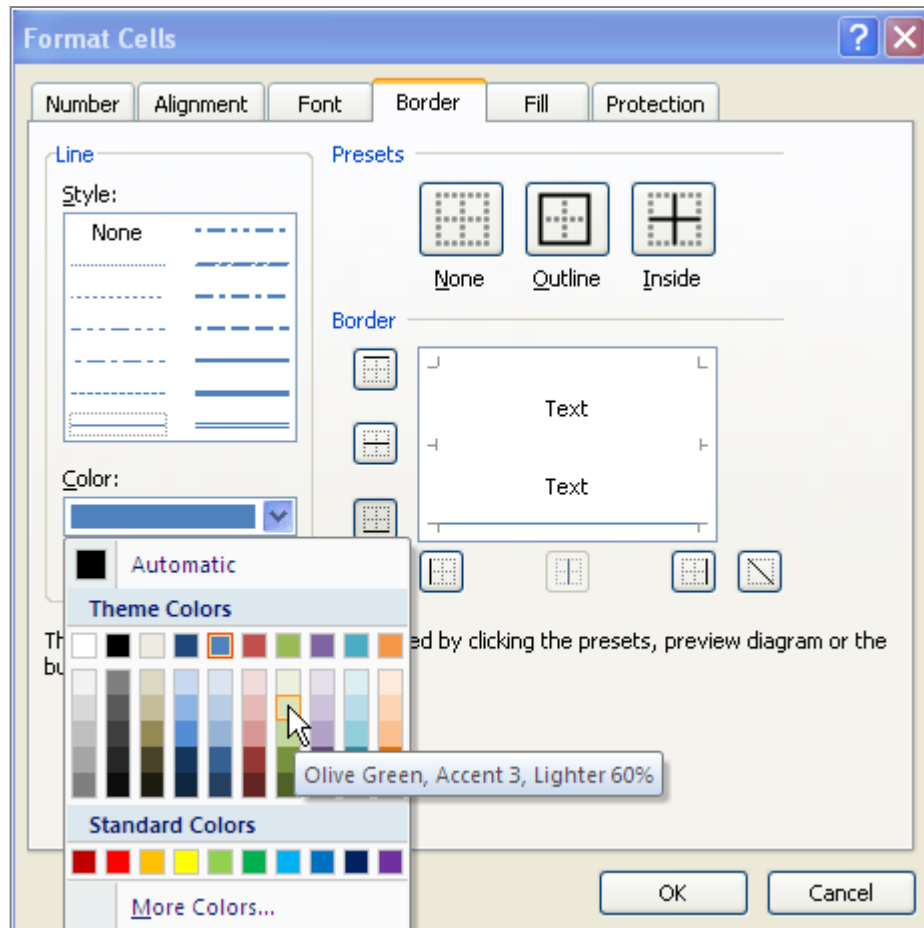 Format Cells
Number Alignment Font Border Fill Protection
Line
Style:
None
Color:
Presets
None Outline Inside
Border
Text
Text
Automatic
Theme Colors
Th
ed by clicking the presets, preview diagram or the
bu
Olive Green, Accent 3, Lighter 60%
Standard Colors
More Colors...
OK Cancel